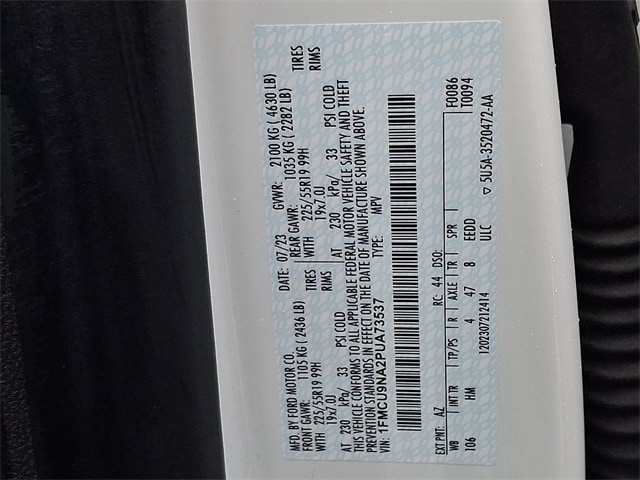 MFD. BY FORD MOTOR CO. DATE: 07/23 GVWR: 2100 KG ( 4630 LB)
FRONT GAWR: 1105 KG ( 2436 LB) REAR GAWR: 1035 KG ( 2282 LB)
WITH 225/55R19 99H TIRES WITH 225/55R19 99H TIRES
19x7.0J RIMS 19x7.0J RIMS
AT 230 kPa/ 33 PSI COLD AT 230 kPa/ 33 PSI COLD
THIS VEHICLE CONFORMS TO ALL APPLICABLE FEDERAL MOTOR VEHICLE SAFETY AND THEFT
PREVENTION STANDARDS IN EFFECT ON THE DATE OF MANUFACTURE SHOWN ABOVE.
VIN: 1FMCU9NA2PUA73537 TYPE: MPV
F0086
T0094
EXT PNT: AZ RC: 44 DSO:
WB INT TR TP/PS R AXLE TR SPR
106 HM 4 47 8 EEDD
ULC
1202307212414
▽ 5U5A-3520472-AA